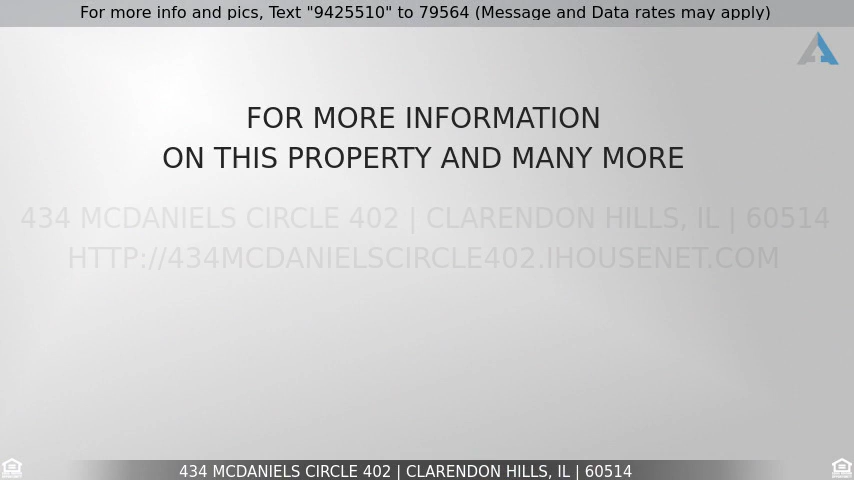 For more info and pics, Text "9425510" to 79564 (Message and Data rates may apply)
FOR MORE INFORMATION
ON THIS PROPERTY AND MANY MORE
434 MCDANIELS CIRCLE 402 | CLARENDON HILLS, IL | 60514
HTTP://434MCDANIELSCIRCLE402.IHOUSENET.COM
434 MCDANIELS CIRCLE 402 | CLARENDON HILLS, IL | 60514